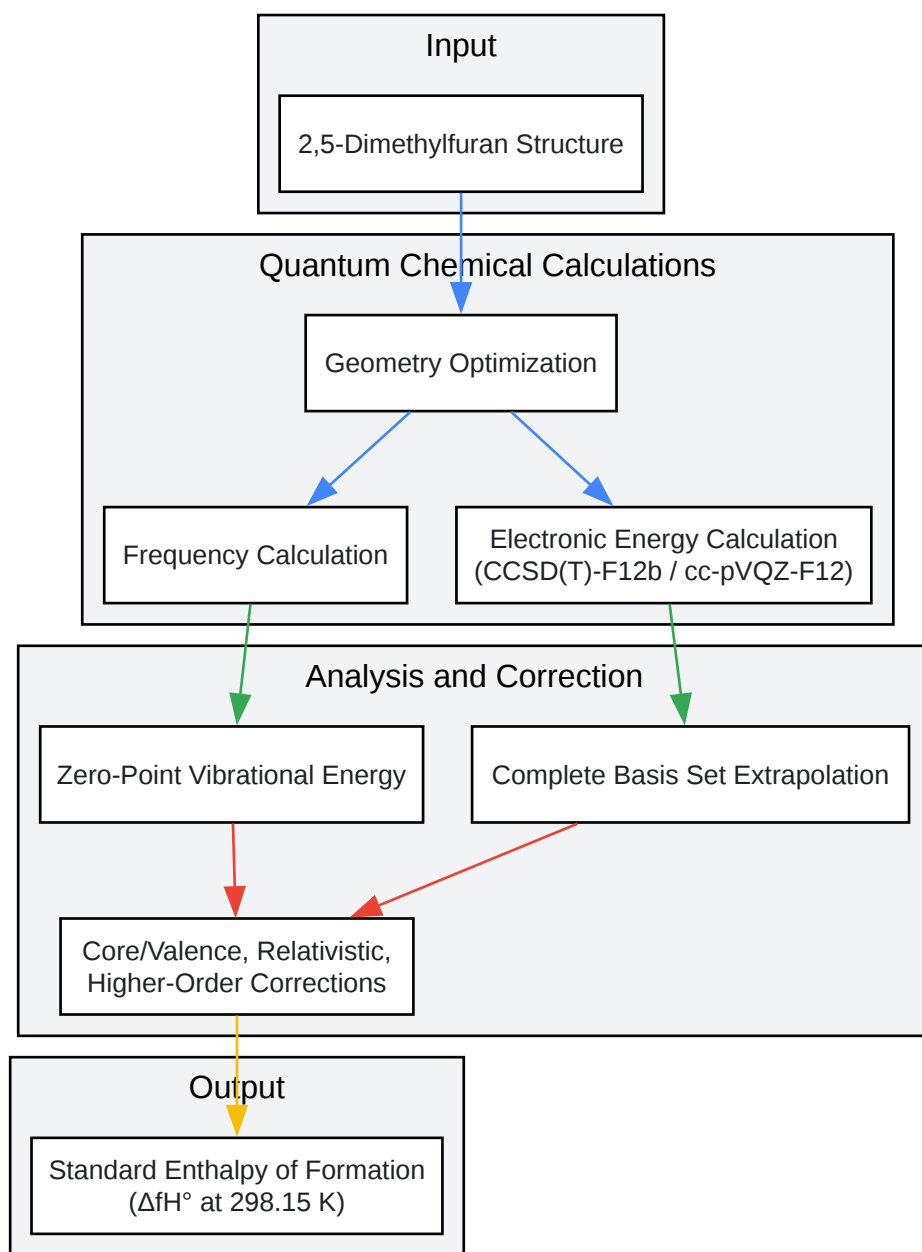 Input
2,5-Dimethylfuran Structure
Quantum Chemical Calculations
Geometry Optimization
Frequency Calculation
Electronic Energy Calculation
(CCSD(T)-F12b / cc-pVQZ-F12)
Analysis and Correction
Zero-Point Vibrational Energy
Complete Basis Set Extrapolation
Core/Valence, Relativistic,
Higher-Order Corrections
Output
Standard Enthalpy of Formation
(ΔfH° at 298.15 K)